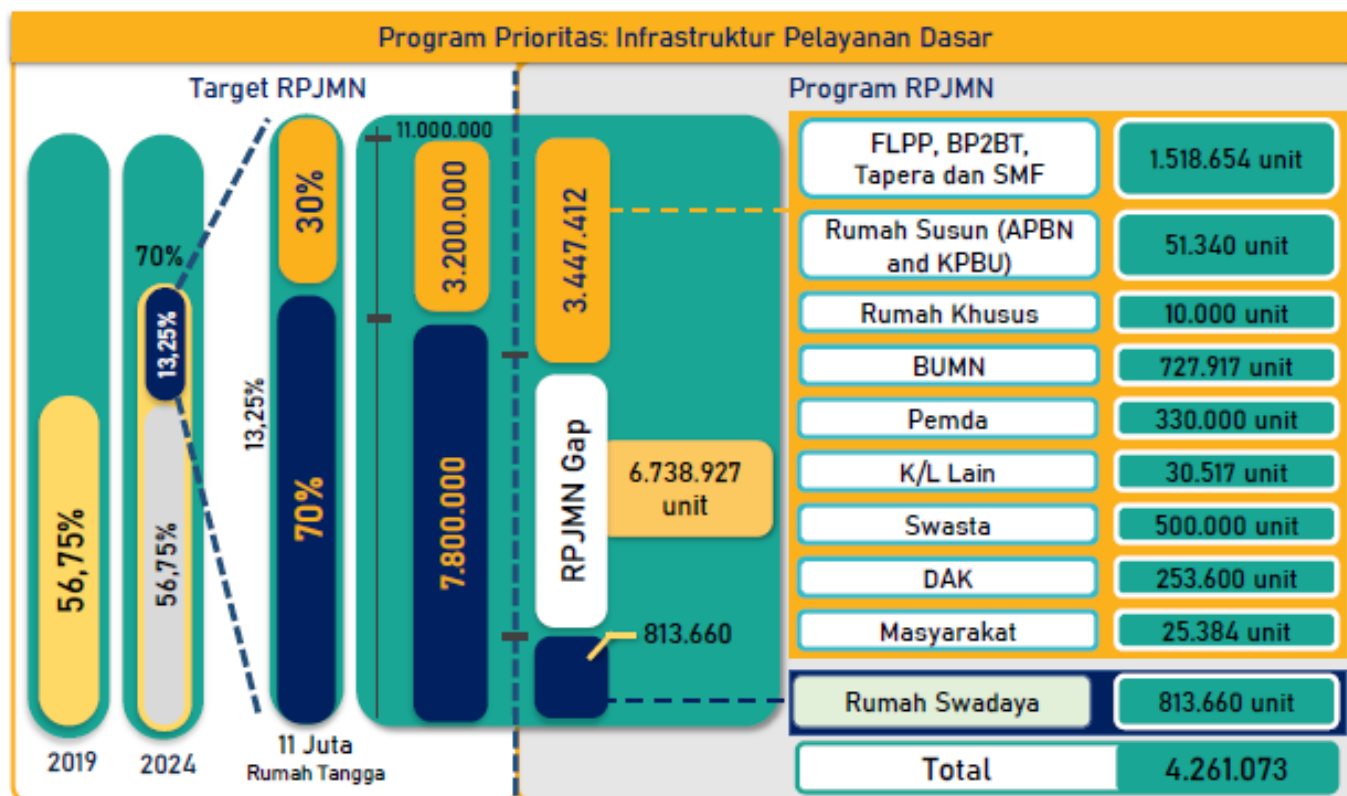 Program Prioritas: Infrastruktur Pelayanan Dasar
Target RPJMN
56,75%
2019
70%
13,25%
56,75%
2024
13,25%
30%
70%
11 Juta
Rumah Tangga
11.000.000
3.200.000
7.800.000
3.447.412
RPJMN Gap
6.738.927
unit
813.660
Program RPJMN
FLPP, BP2BT,
Tapera dan SMF
1.518.654 unit
Rumah Susun (APBN
and KPBU)
51.340 unit
Rumah Khusus
10.000 unit
BUMN
727.917 unit
Pemda
330.000 unit
K/L Lain
30.517 unit
Swasta
500.000 unit
DAK
253.600 unit
Masyarakat
25.384 unit
Rumah Swadaya
813.660 unit
Total
4.261.073